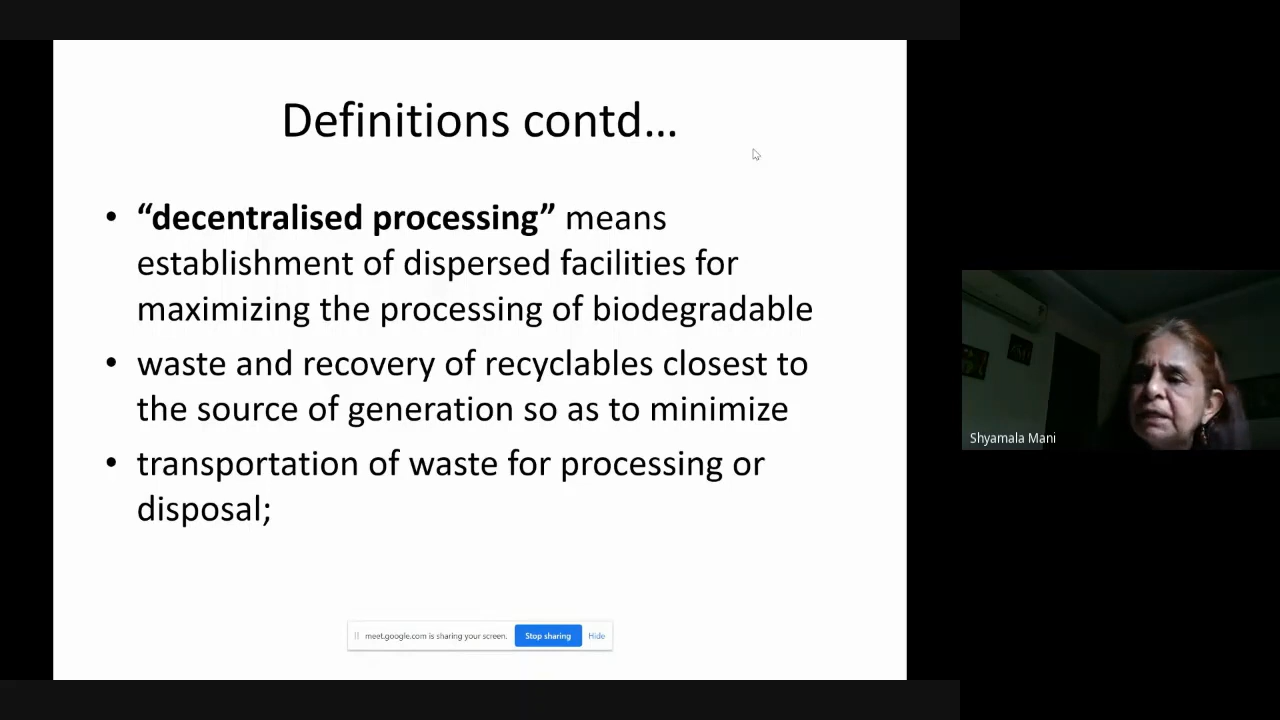 Definitions contd...
• “decentralised processing” means
establishment of dispersed facilities for
maximizing the processing of biodegradable
• waste and recovery of recyclables closest to
the source of generation so as to minimize
• transportation of waste for processing or
disposal;
meet.google.com is sharing your screen. Stop sharing Hide
Shyamala Mani